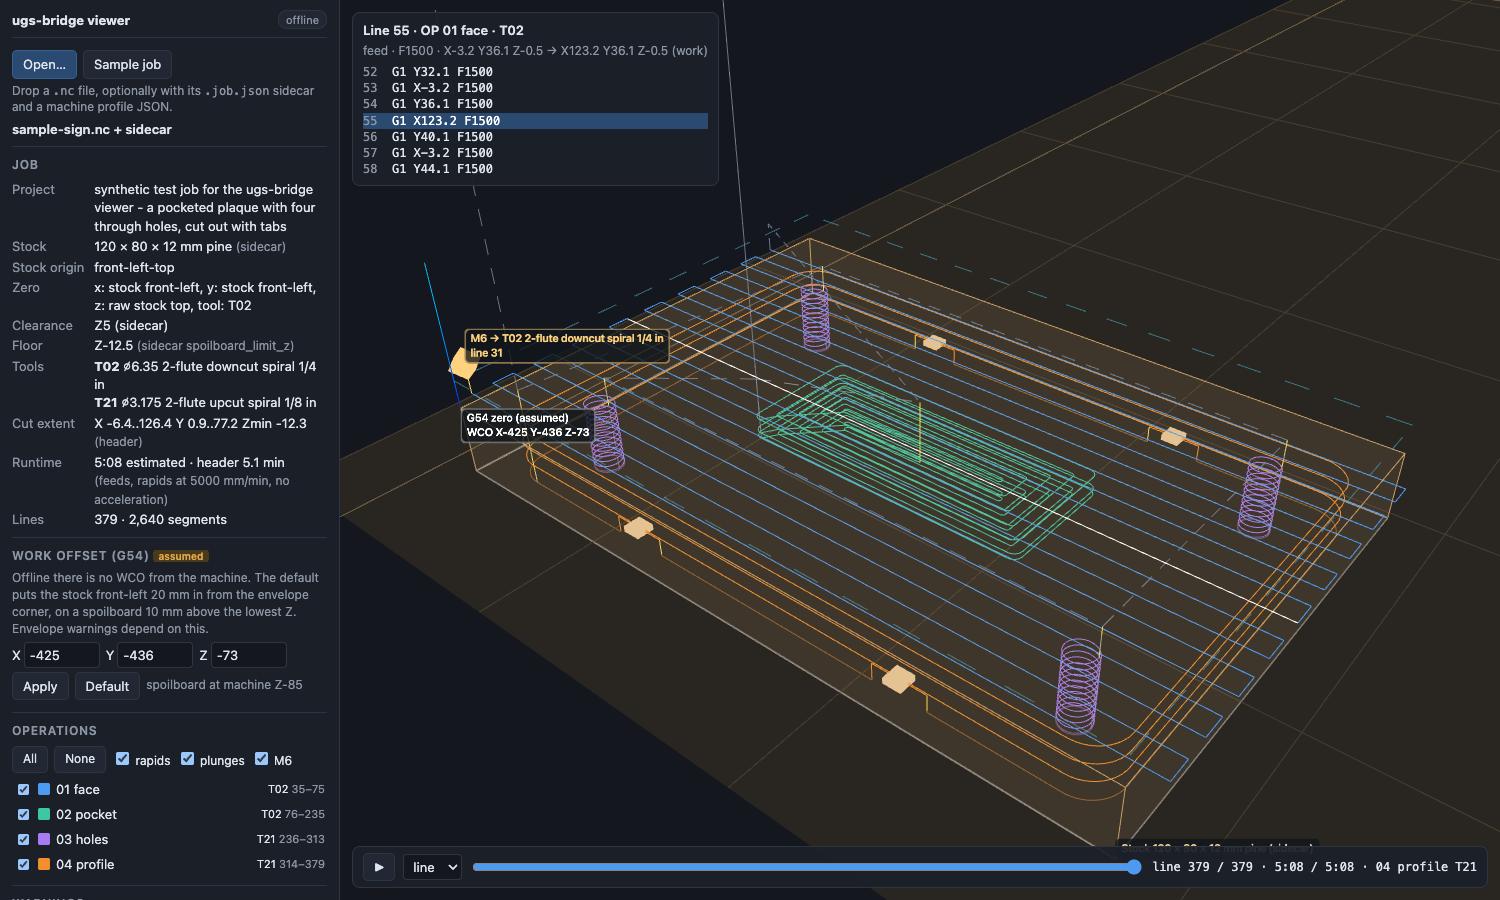 ugs-bridge viewer
offline
Open...
Sample job
Drop a .nc file, optionally with its .job.json sidecar
and a machine profile JSON.
sample-sign.nc + sidecar
JOB
Project synthetic test job for the ugs-bridge
viewer - a pocketed plaque with four
through holes, cut out with tabs
Stock 120 × 80 × 12 mm pine (sidecar)
Stock origin front-left-top
Zero x: stock front-left, y: stock front-left,
z: raw stock top, tool: T02
Clearance Z5 (sidecar)
Floor Z-12.5 (sidecar spoilboard_limit_z)
Tools T02 ø6.35 2-flute downcut spiral 1/4
in
T21 ø3.175 2-flute upcut spiral 1/8 in
Cut extent X -6.4..126.4 Y 0.9..77.2 Zmin -12.3
(header)
Runtime 5:08 estimated · header 5.1 min
(feeds, rapids at 5000 mm/min, no
acceleration)
Lines 379 · 2,640 segments
WORK OFFSET (G54) assumed
Offline there is no WCO from the machine. The default
puts the stock front-left 20 mm in from the envelope
corner, on a spoilboard 10 mm above the lowest Z.
Envelope warnings depend on this.
X -425 Y -436 Z -73
Apply Default spoilboard at machine Z-85
OPERATIONS
All None rapids plunges M6
01 face T02 35–75
02 pocket T02 76–235
03 holes T21 236–313
04 profile T21 314–379
Line 55 · OP 01 face · T02
feed · F1500 · X-3.2 Y36.1 Z-0.5 → X123.2 Y36.1 Z-0.5 (work)
52 G1 Y32.1 F1500
53 G1 X-3.2 F1500
54 G1 Y36.1 F1500
55 G1 X123.2 F1500
56 G1 Y40.1 F1500
57 G1 X-3.2 F1500
58 G1 Y44.1 F1500
M6 → T02 2-flute downcut spiral 1/4 in
line 31
G54 zero (assumed)
WCO X-425 Y-436 Z-73
Stock 120 × 80 × 12 mm pine (sidecar)
line
line 379 / 379 · 5:08 / 5:08 · 04 profile T21